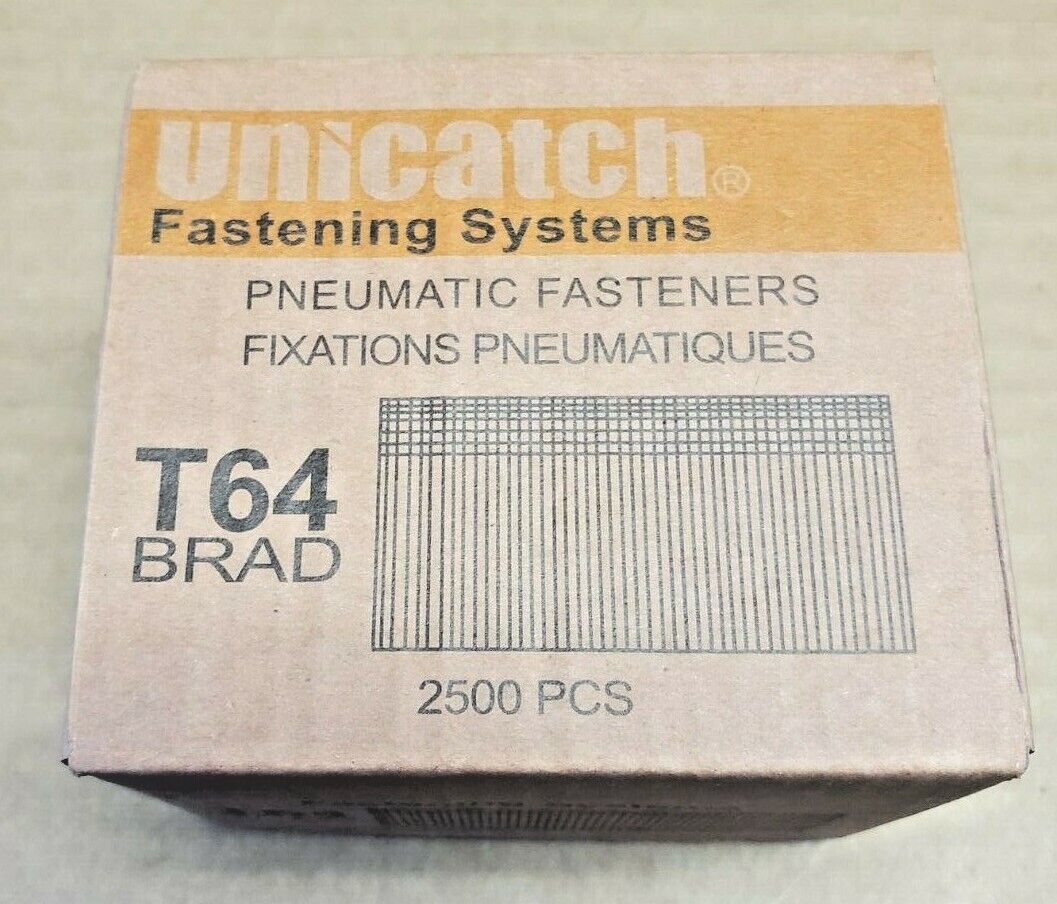 unicatch®
Fastening Systems
PNEUMATIC FASTENERS
FIXATIONS PNEUMATIQUES
T64
BRAD
2500 PCS